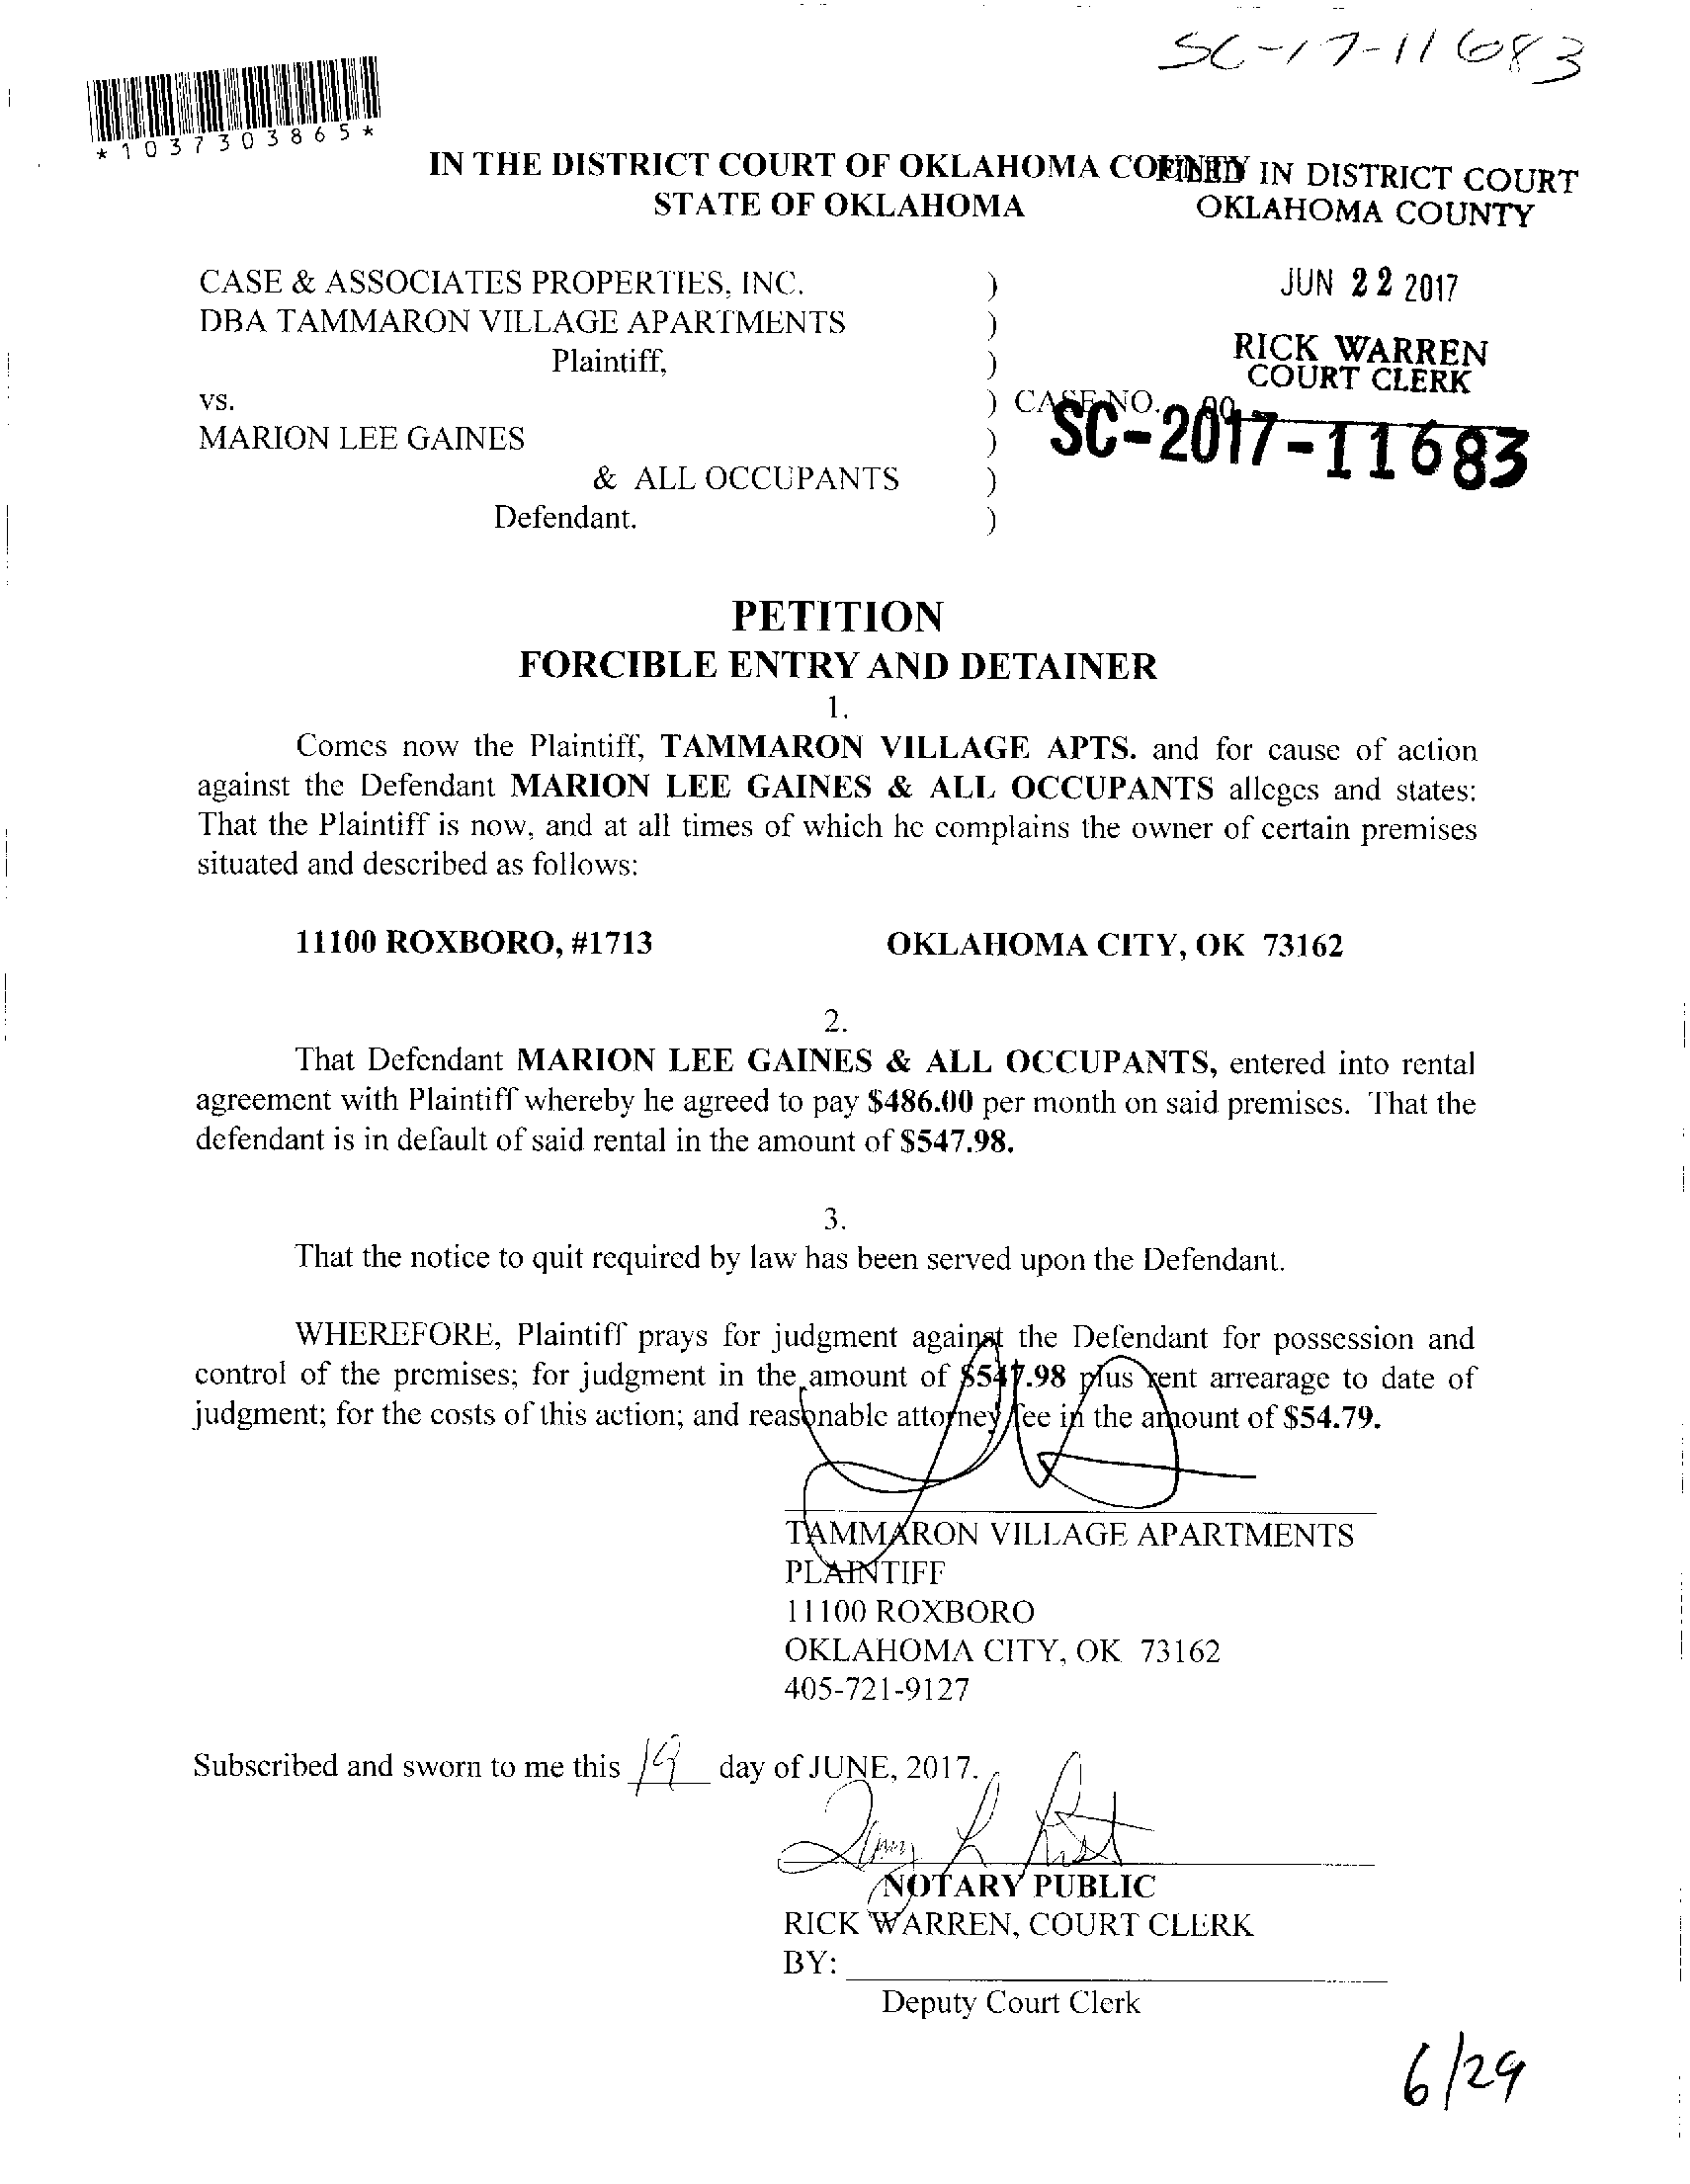 SC-17-11683
*1037303865*
IN THE DISTRICT COURT OF OKLAHOMA COUNTY
STATE OF OKLAHOMA
FILED IN DISTRICT COURT
OKLAHOMA COUNTY
JUN 22 2017
RICK WARREN
COURT CLERK
CASE & ASSOCIATES PROPERTIES, INC. )
DBA TAMMARON VILLAGE APARTMENTS )
Plaintiff, )
vs. ) CASE NO.
SC-2017-11683
MARION LEE GAINES )
& ALL OCCUPANTS )
Defendant. )
PETITION
FORCIBLE ENTRY AND DETAINER
1.
Comes now the Plaintiff, TAMMARON VILLAGE APTS. and for cause of action
against the Defendant MARION LEE GAINES & ALL OCCUPANTS alleges and states:
That the Plaintiff is now, and at all times of which he complains the owner of certain premises
situated and described as follows:
11100 ROXBORO, #1713 OKLAHOMA CITY, OK 73162
2.
That Defendant MARION LEE GAINES & ALL OCCUPANTS, entered into rental
agreement with Plaintiff whereby he agreed to pay $486.00 per month on said premises. That the
defendant is in default of said rental in the amount of $547.98.
3.
That the notice to quit required by law has been served upon the Defendant.
WHEREFORE, Plaintiff prays for judgment against the Defendant for possession and
control of the premises; for judgment in the amount of $547.98 plus rent arrearage to date of
judgment; for the costs of this action; and reasonable attorney fee in the amount of $54.79.
TAMMARON VILLAGE APARTMENTS
PLAINTIFF
11100 ROXBORO
OKLAHOMA CITY, OK 73162
405-721-9127
Subscribed and sworn to me this 19 day of JUNE, 2017.
NOTARY PUBLIC
RICK WARREN, COURT CLERK
BY:
Deputy Court Clerk
6/29